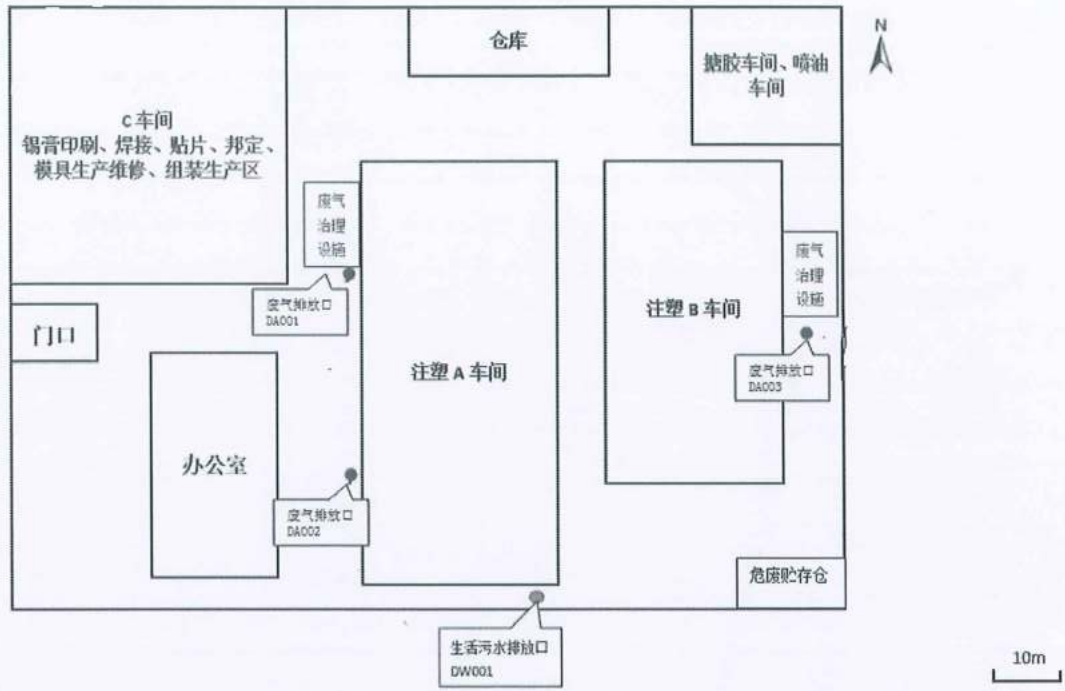 仓库
N
搪胶车间、喷油
车间
C 车间
锡膏印刷、焊接、贴片、邦定、
模具生产维修、组装生产区
废气
治理
设施
废气排放口
DA001
门口
注塑 A 车间
注塑 B 车间
废气
治理
设施
废气排放口
DA003
办公室
废气排放口
DA002
危废贮存仓
生活污水排放口
DW001
10m